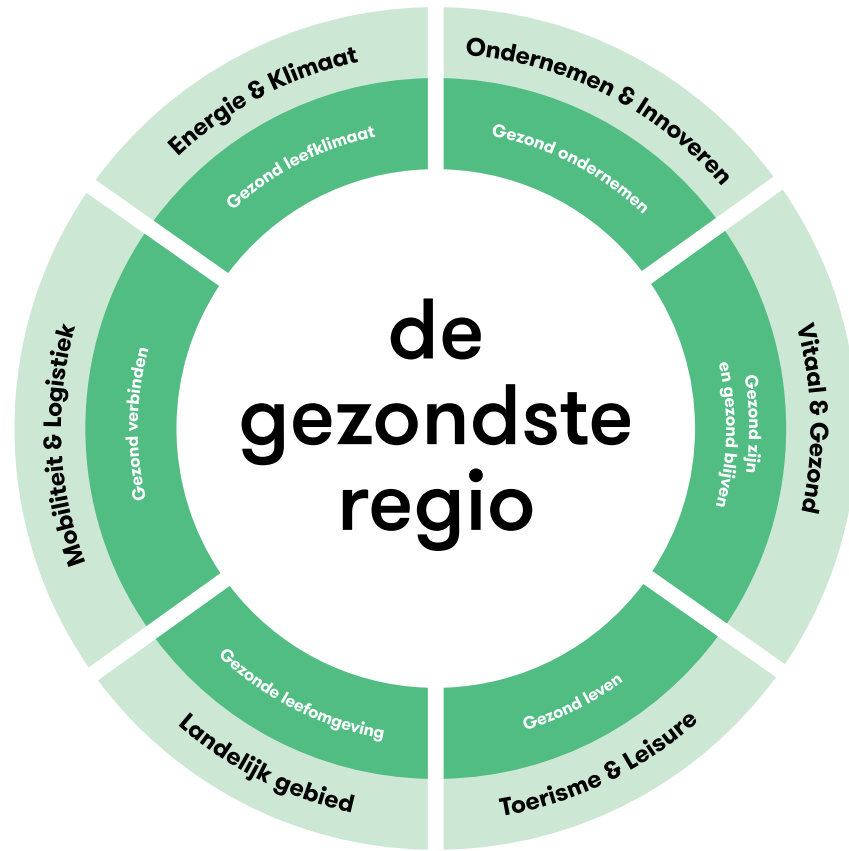 Energie & Klimaat
Gezond leefklimaat
Ondernemen & Innoveren
Gezond ondernemen
Vitaal & Gezond
Gezond zijn
en gezond blijven
Toerisme & Leisure
Gezond leven
Landelijk gebied
Gezonde leefomgeving
Mobiliteit & Logistiek
Gezond verbinden
de
gezondste
regio